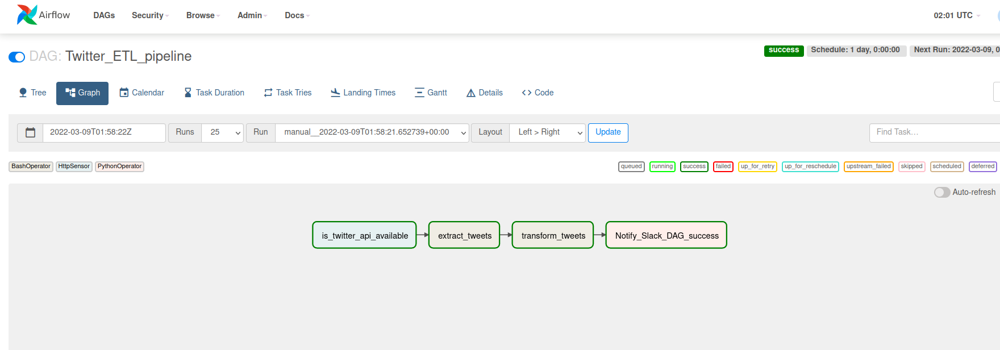 Airflow DAGs Security Browse Admin Docs 02:01 UTC
DAG: Twitter_ETL_pipeline success Schedule: 1 day, 0:00:00 Next Run: 2022-03-09, 0
Tree Graph Calendar Task Duration Task Tries Landing Times Gantt Details Code
2022-03-09T01:58:22Z Runs 25 Run manual__2022-03-09T01:58:21.652739+00:00 Layout Left > Right Update Find Task...
BashOperator HttpSensor PythonOperator queued running success failed up_for_retry up_for_reschedule upstream_failed skipped scheduled deferred
Auto-refresh
is_twitter_api_available extract_tweets transform_tweets Notify_Slack_DAG_success